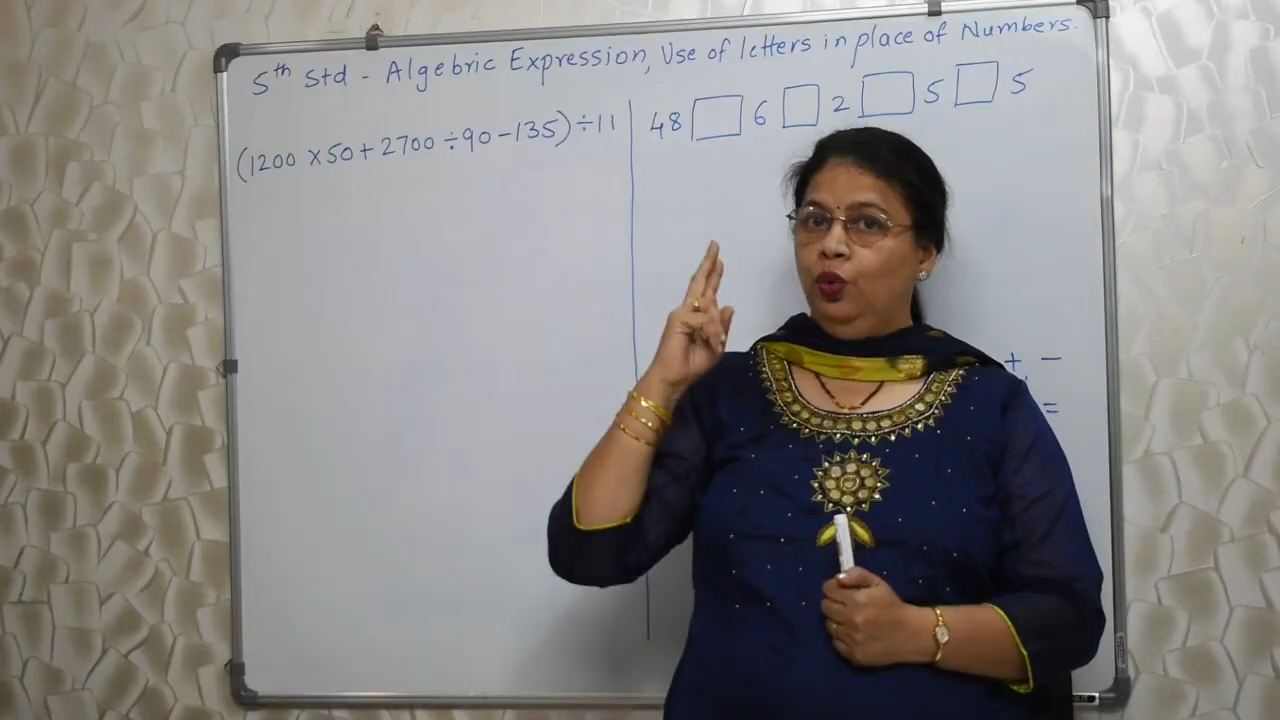 5th Std - Algebric Expression, Use of letters in place of Numbers.
(1200 × 50 + 2700 ÷ 90 - 135) ÷ 11
48 □ 6 □ 2 □ 5 □ 5
+, -
=